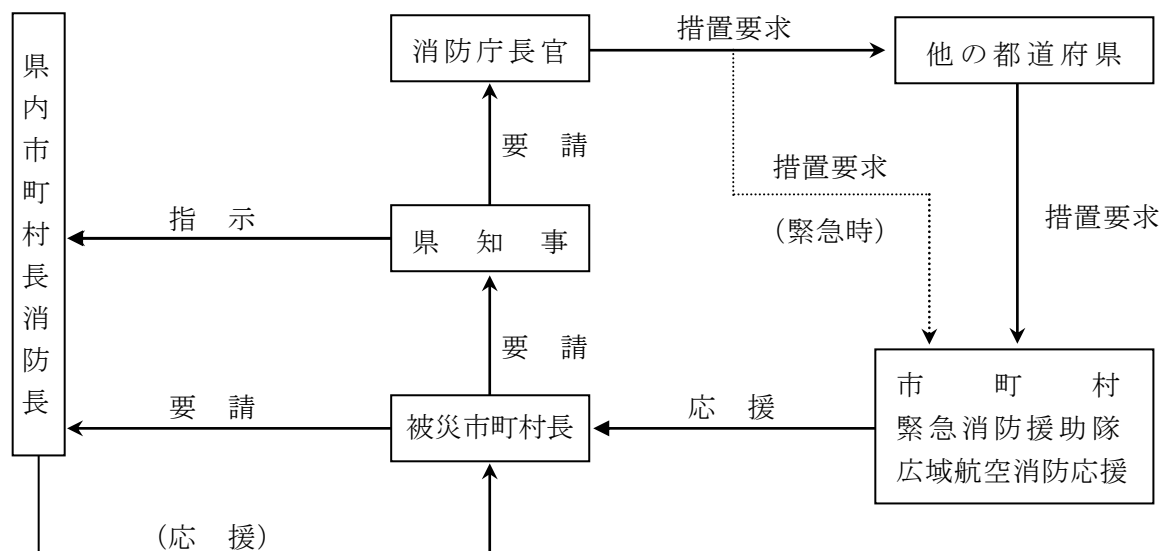 県内市町村長消防長
消防庁長官
措置要求
他の都道府県
要請
措置要求
（緊急時）
措置要求
指示
県知事
要請
要請
被災市町村長
応援
市町村
緊急消防援助隊
広域航空消防応援
（応援）